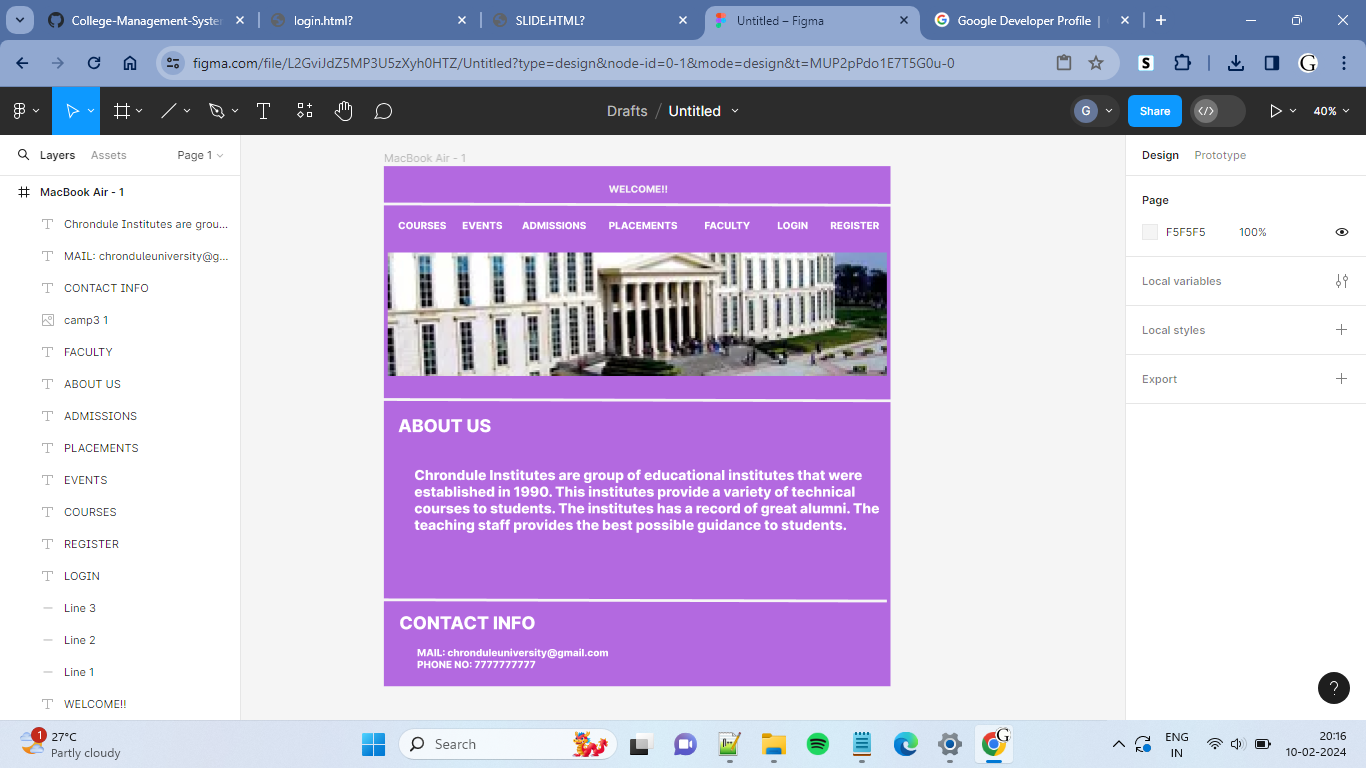 College-Management-Syster
login.html?
SLIDE.HTML?
Untitled – Figma
Google Developer Profile |
figma.com/file/L2GviJdZ5MP3U5zXyh0HTZ/Untitled?type=design&node-id=0-1&mode=design&t=MUP2pPdo1E7T5G0u-0
S
G
Drafts / Untitled
G
Share
40%
Layers
Assets
Page 1
MacBook Air - 1
Chrondule Institutes are grou...
MAIL: chronduleuniversity@g...
CONTACT INFO
camp3 1
FACULTY
ABOUT US
ADMISSIONS
PLACEMENTS
EVENTS
COURSES
REGISTER
LOGIN
Line 3
Line 2
Line 1
WELCOME!!
MacBook Air - 1
WELCOME!!
COURSES EVENTS ADMISSIONS PLACEMENTS FACULTY LOGIN REGISTER
ABOUT US
Chrondule Institutes are group of educational institutes that were
established in 1990. This institutes provide a variety of technical
courses to students. The institutes has a record of great alumni. The
teaching staff provides the best possible guidance to students.
CONTACT INFO
MAIL: chronduleuniversity@gmail.com
PHONE NO: 7777777777
Design
Prototype
Page
F5F5F5
100%
Local variables
Local styles
Export
?
1
27°C
Partly cloudy
Search
G
ENG
IN
20:16
10-02-2024